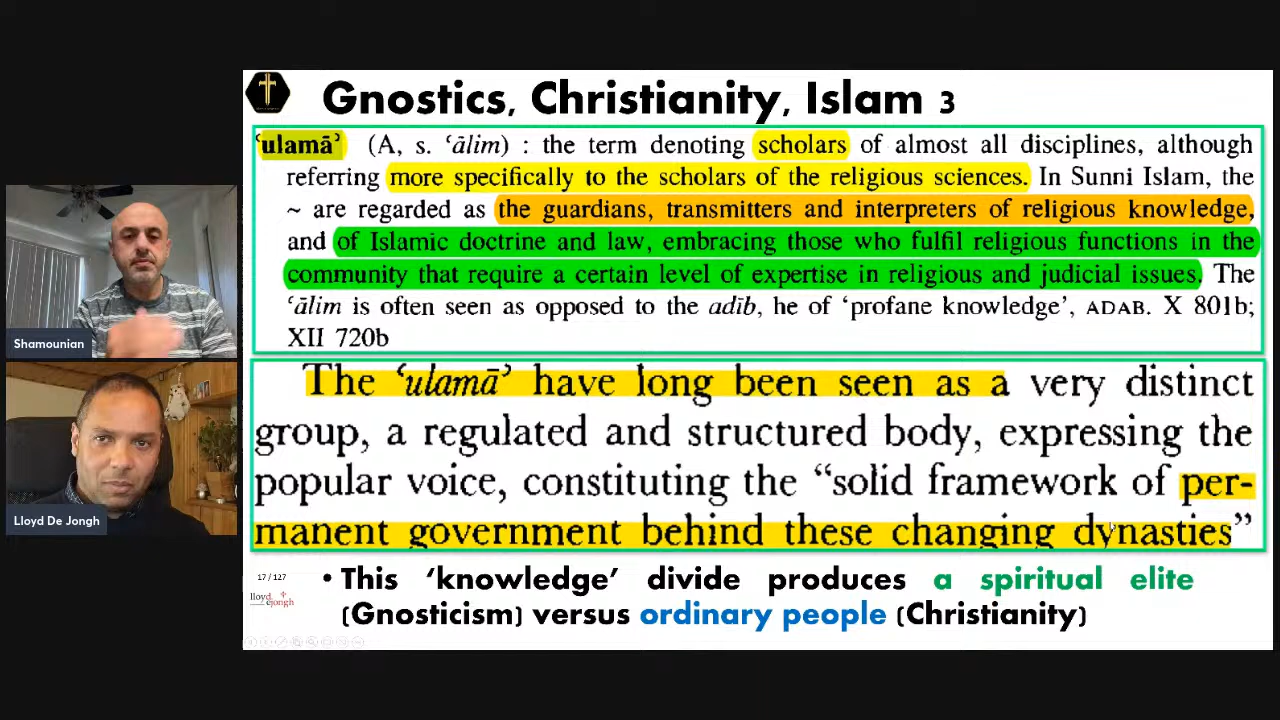 Gnostics, Christianity, Islam 3
ʿulamāʾ (A, s. ʿālim) : the term denoting scholars of almost all disciplines, although
referring more specifically to the scholars of the religious sciences. In Sunni Islam, the
~ are regarded as the guardians, transmitters and interpreters of religious knowledge,
and of Islamic doctrine and law, embracing those who fulfil religious functions in the
community that require a certain level of expertise in religious and judicial issues. The
ʿālim is often seen as opposed to the adīb, he of ‘profane knowledge’, ADAB. X 801b;
XII 720b
The ʿulamāʾ have long been seen as a very distinct
group, a regulated and structured body, expressing the
popular voice, constituting the “solid framework of per-
manent government behind these changing dynasties”
• This ‘knowledge’ divide produces a spiritual elite
(Gnosticism) versus ordinary people (Christianity)
17 / 127
lloyd
dejongh
Shamounian
Lloyd De Jongh